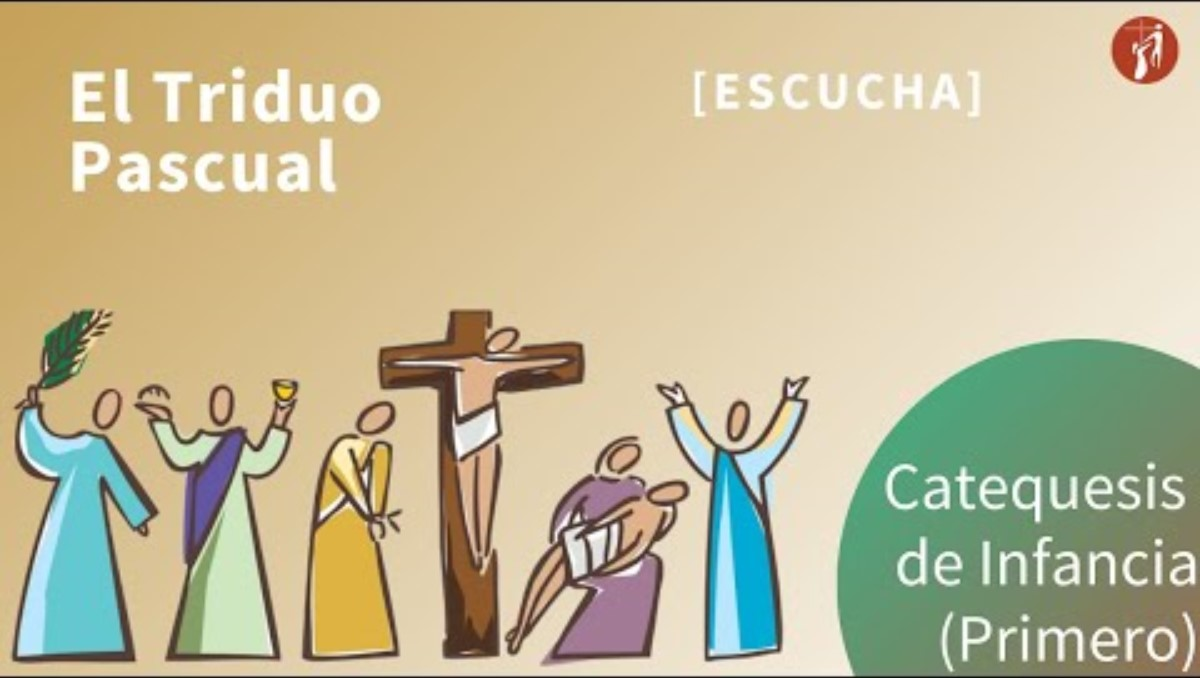 El Triduo
Pascual
[ESCUCHA]
Catequesis
de Infancia
(Primero)